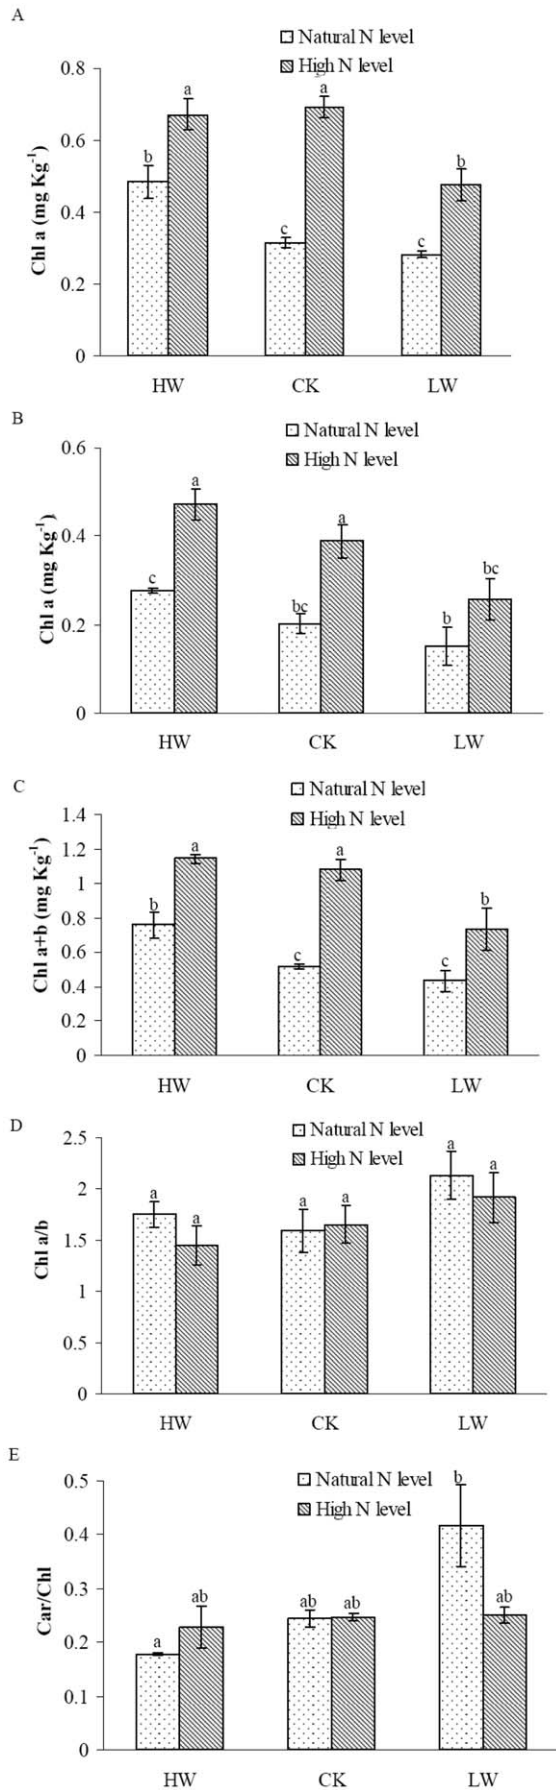 A
Natural N level
High N level
0.8
a
a
0.6
b
b
0.4
c
c
0.2
0
Chl a (mg Kg-1)
HW CK LW
B
Natural N level
High N level
0.6
a
a
0.4
c
bc
bc
b
0.2
0
Chl a (mg Kg-1)
HW CK LW
C
Natural N level
High N level
1.4
1.2
a
a
1
b
b
0.8
0.6
c
c
0.4
0.2
0
Chl a+b (mg Kg-1)
HW CK LW
D
Natural N level
High N level
2.5
a
a
2
a
a
a
a
1.5
1
0.5
0
Chl a/b
HW CK LW
E
Natural N level
High N level
0.5
b
0.4
0.3
ab
ab
ab
ab
0.2
a
0.1
0
Car/Chl
HW CK LW